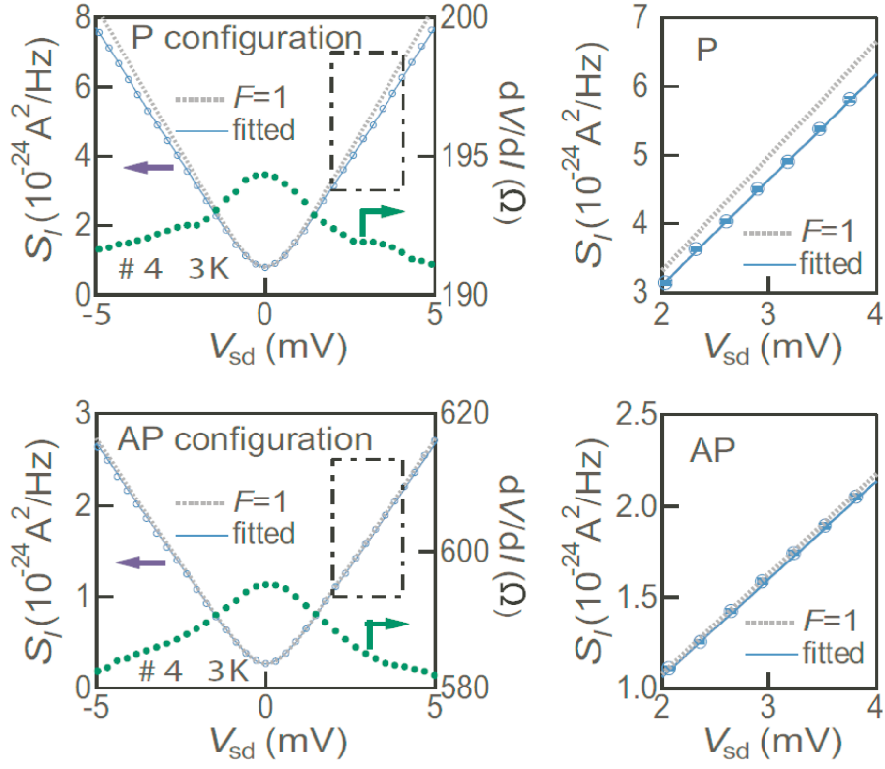 P configuration
F=1
fitted
# 4 3K
S_I (10^-24 A^2/Hz)
8
6
4
2
0
200
195
190
dV/dI (Ω)
-5 0 5
V_sd (mV)
P
F=1
fitted
S_I (10^-24 A^2/Hz)
7
6
5
4
3
2 3 4
V_sd (mV)
AP configuration
F=1
fitted
# 4 3K
S_I (10^-24 A^2/Hz)
3
2
1
0
620
600
580
dV/dI (Ω)
-5 0 5
V_sd (mV)
AP
F=1
fitted
S_I (10^-24 A^2/Hz)
2.5
2.0
1.5
1.0
2 3 4
V_sd (mV)